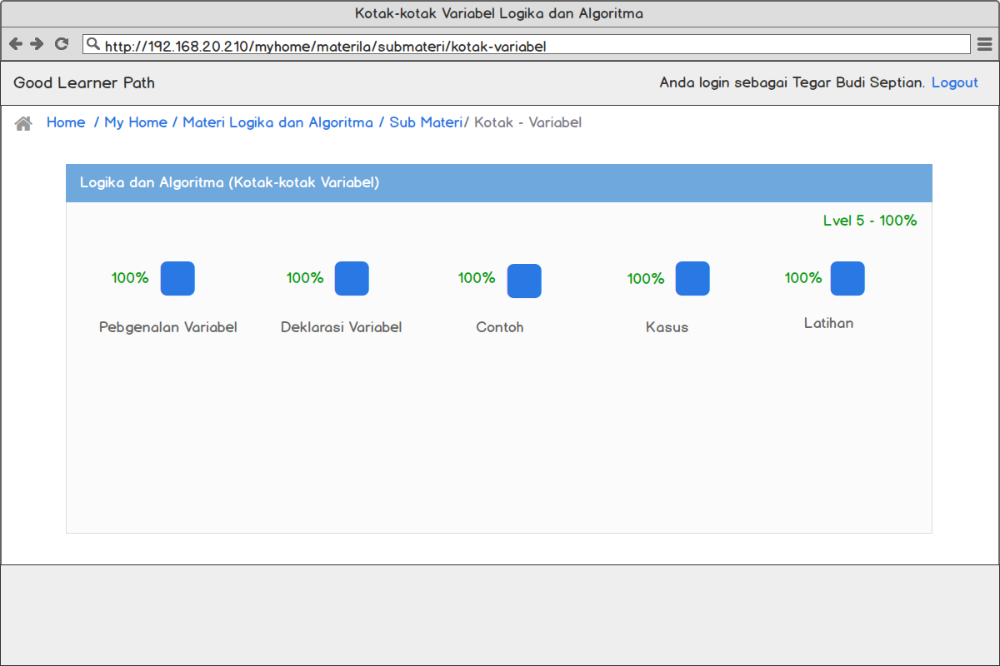 Kotak-kotak Variabel Logika dan Algoritma
http://192.168.20.210/myhome/materila/submateri/kotak-variabel
Good Learner Path
Anda login sebagai Tegar Budi Septian. Logout
Home / My Home / Materi Logika dan Algoritma / Sub Materi/ Kotak - Variabel
Logika dan Algoritma (Kotak-kotak Variabel)
Lvel 5 - 100%
100% 100% 100% 100% 100%
Pebgenalan Variabel Deklarasi Variabel Contoh Kasus Latihan